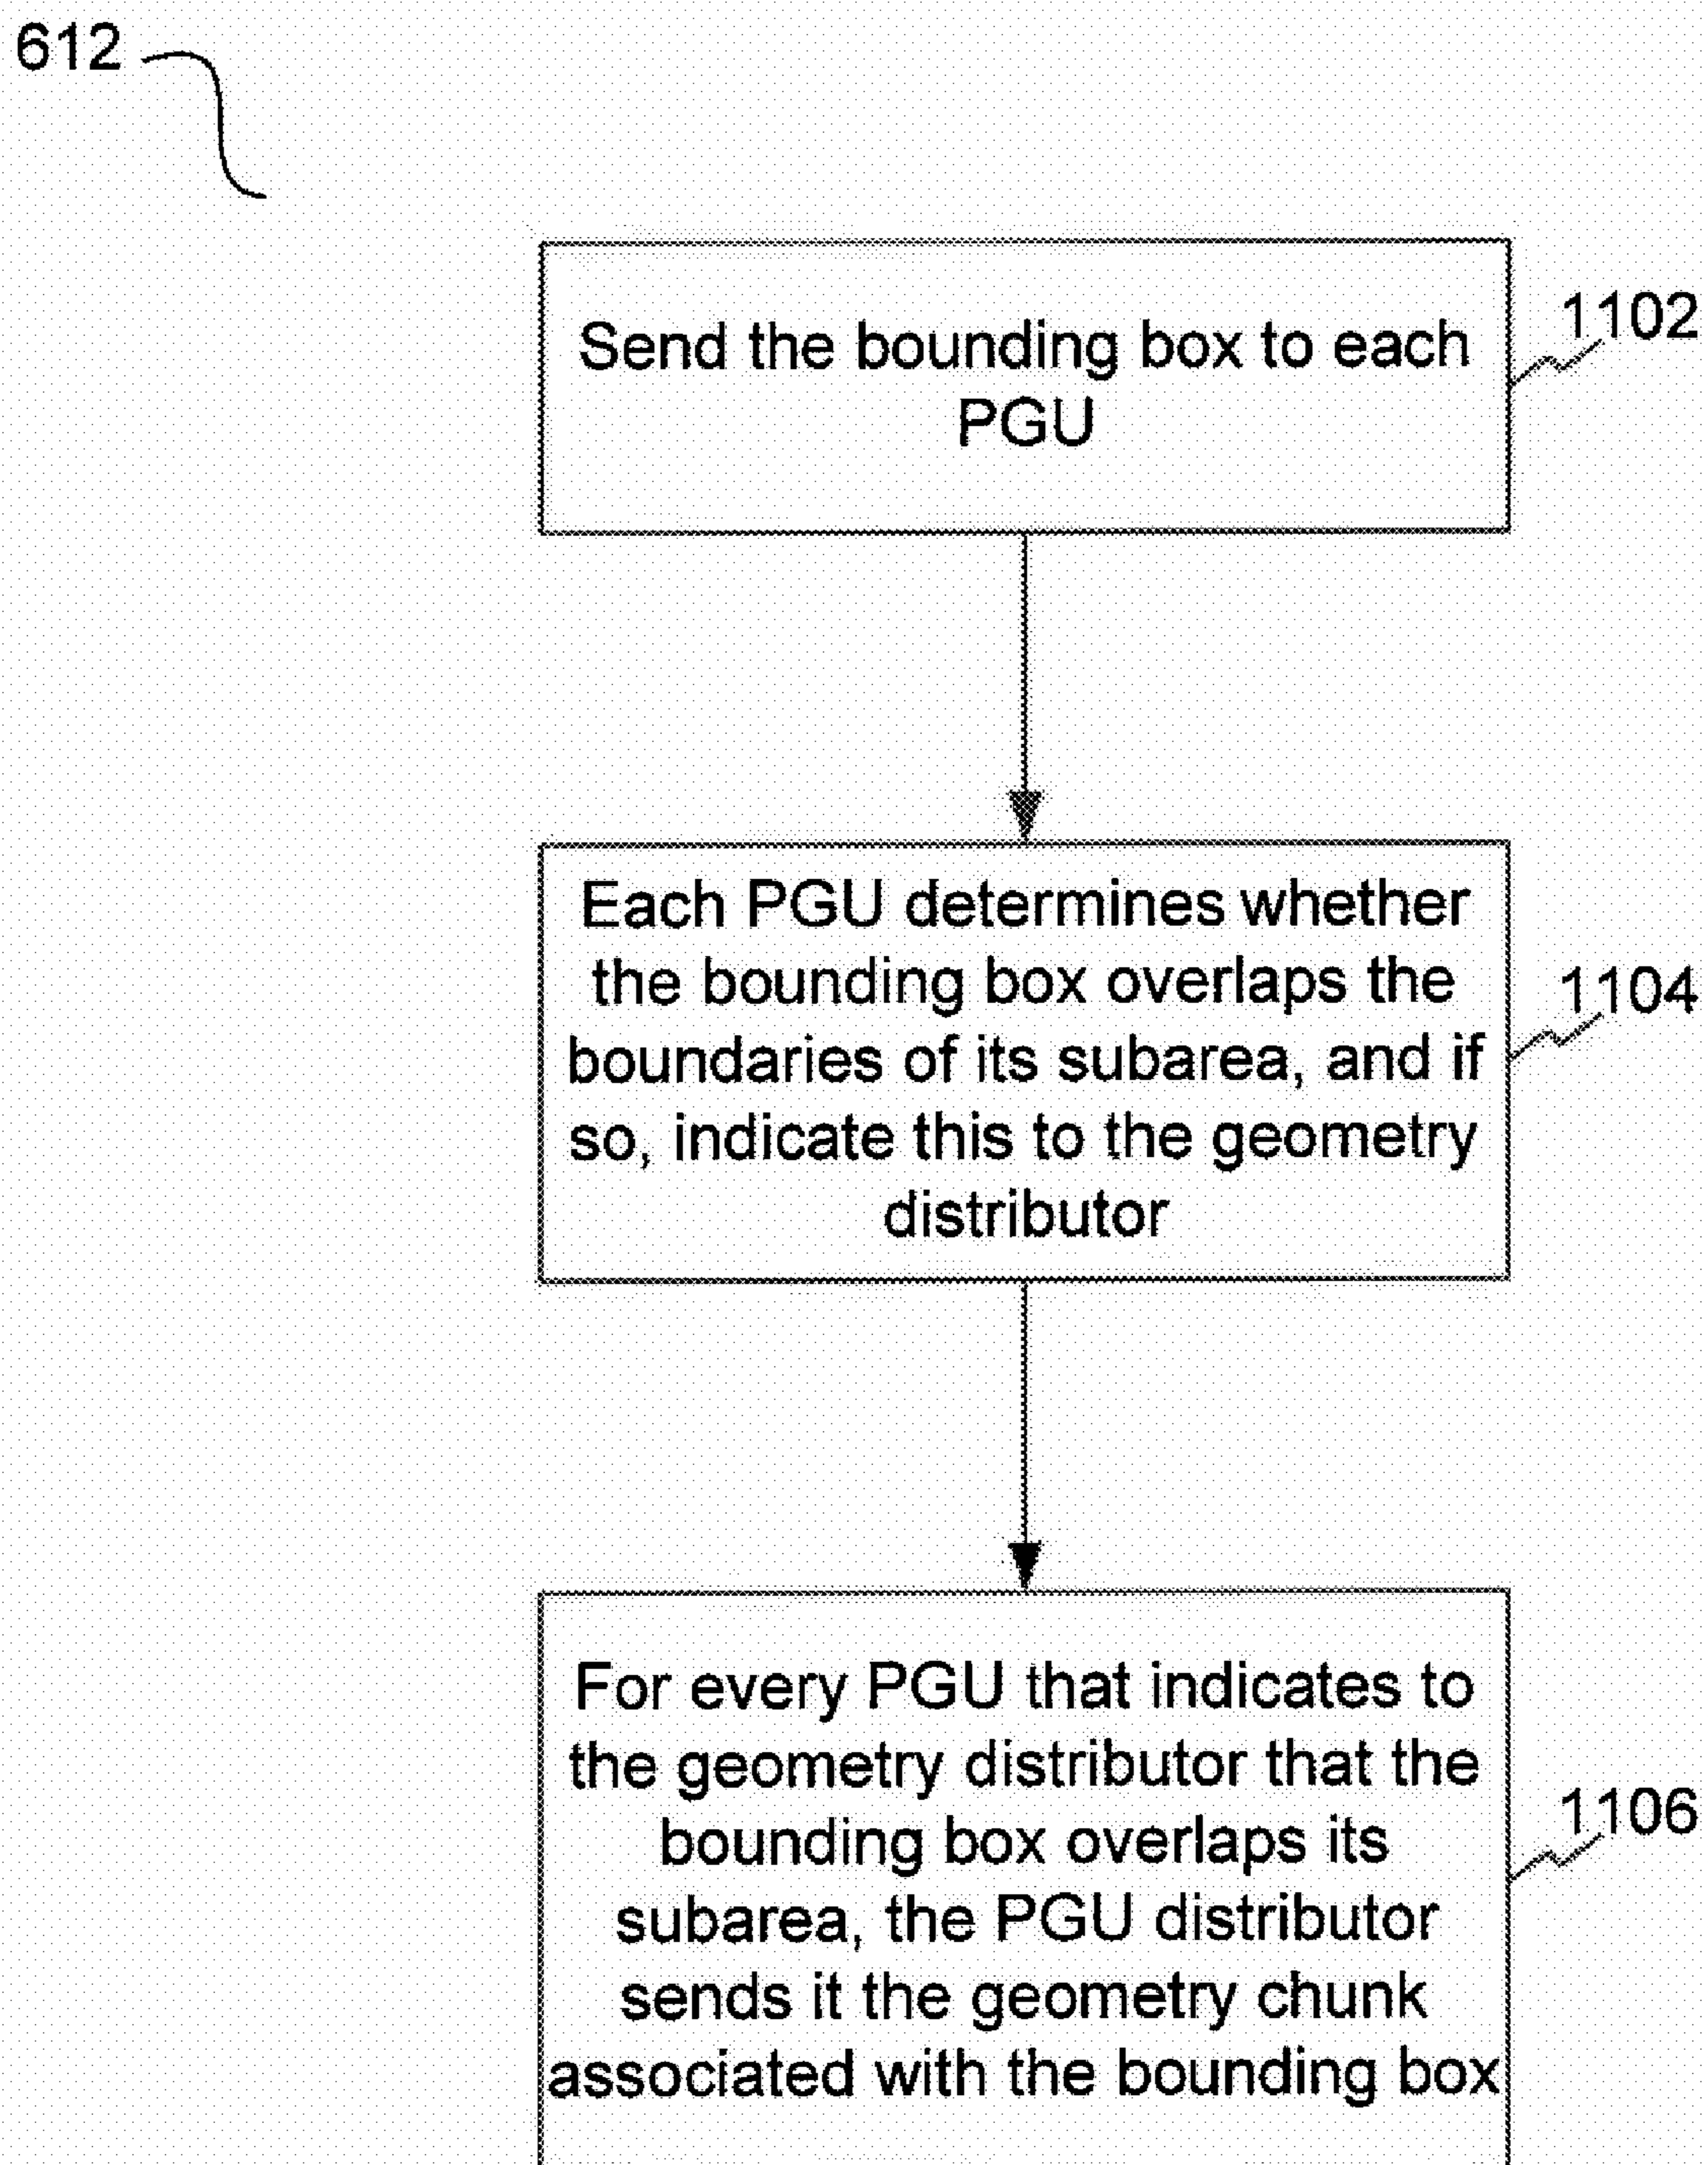 612
Send the bounding box to each
PGU
1102
Each PGU determines whether
the bounding box overlaps the
boundaries of its subarea, and if
so, indicate this to the geometry
distributor
1104
For every PGU that indicates to
the geometry distributor that the
bounding box overlaps its
subarea, the PGU distributor
sends it the geometry chunk
associated with the bounding box
1106